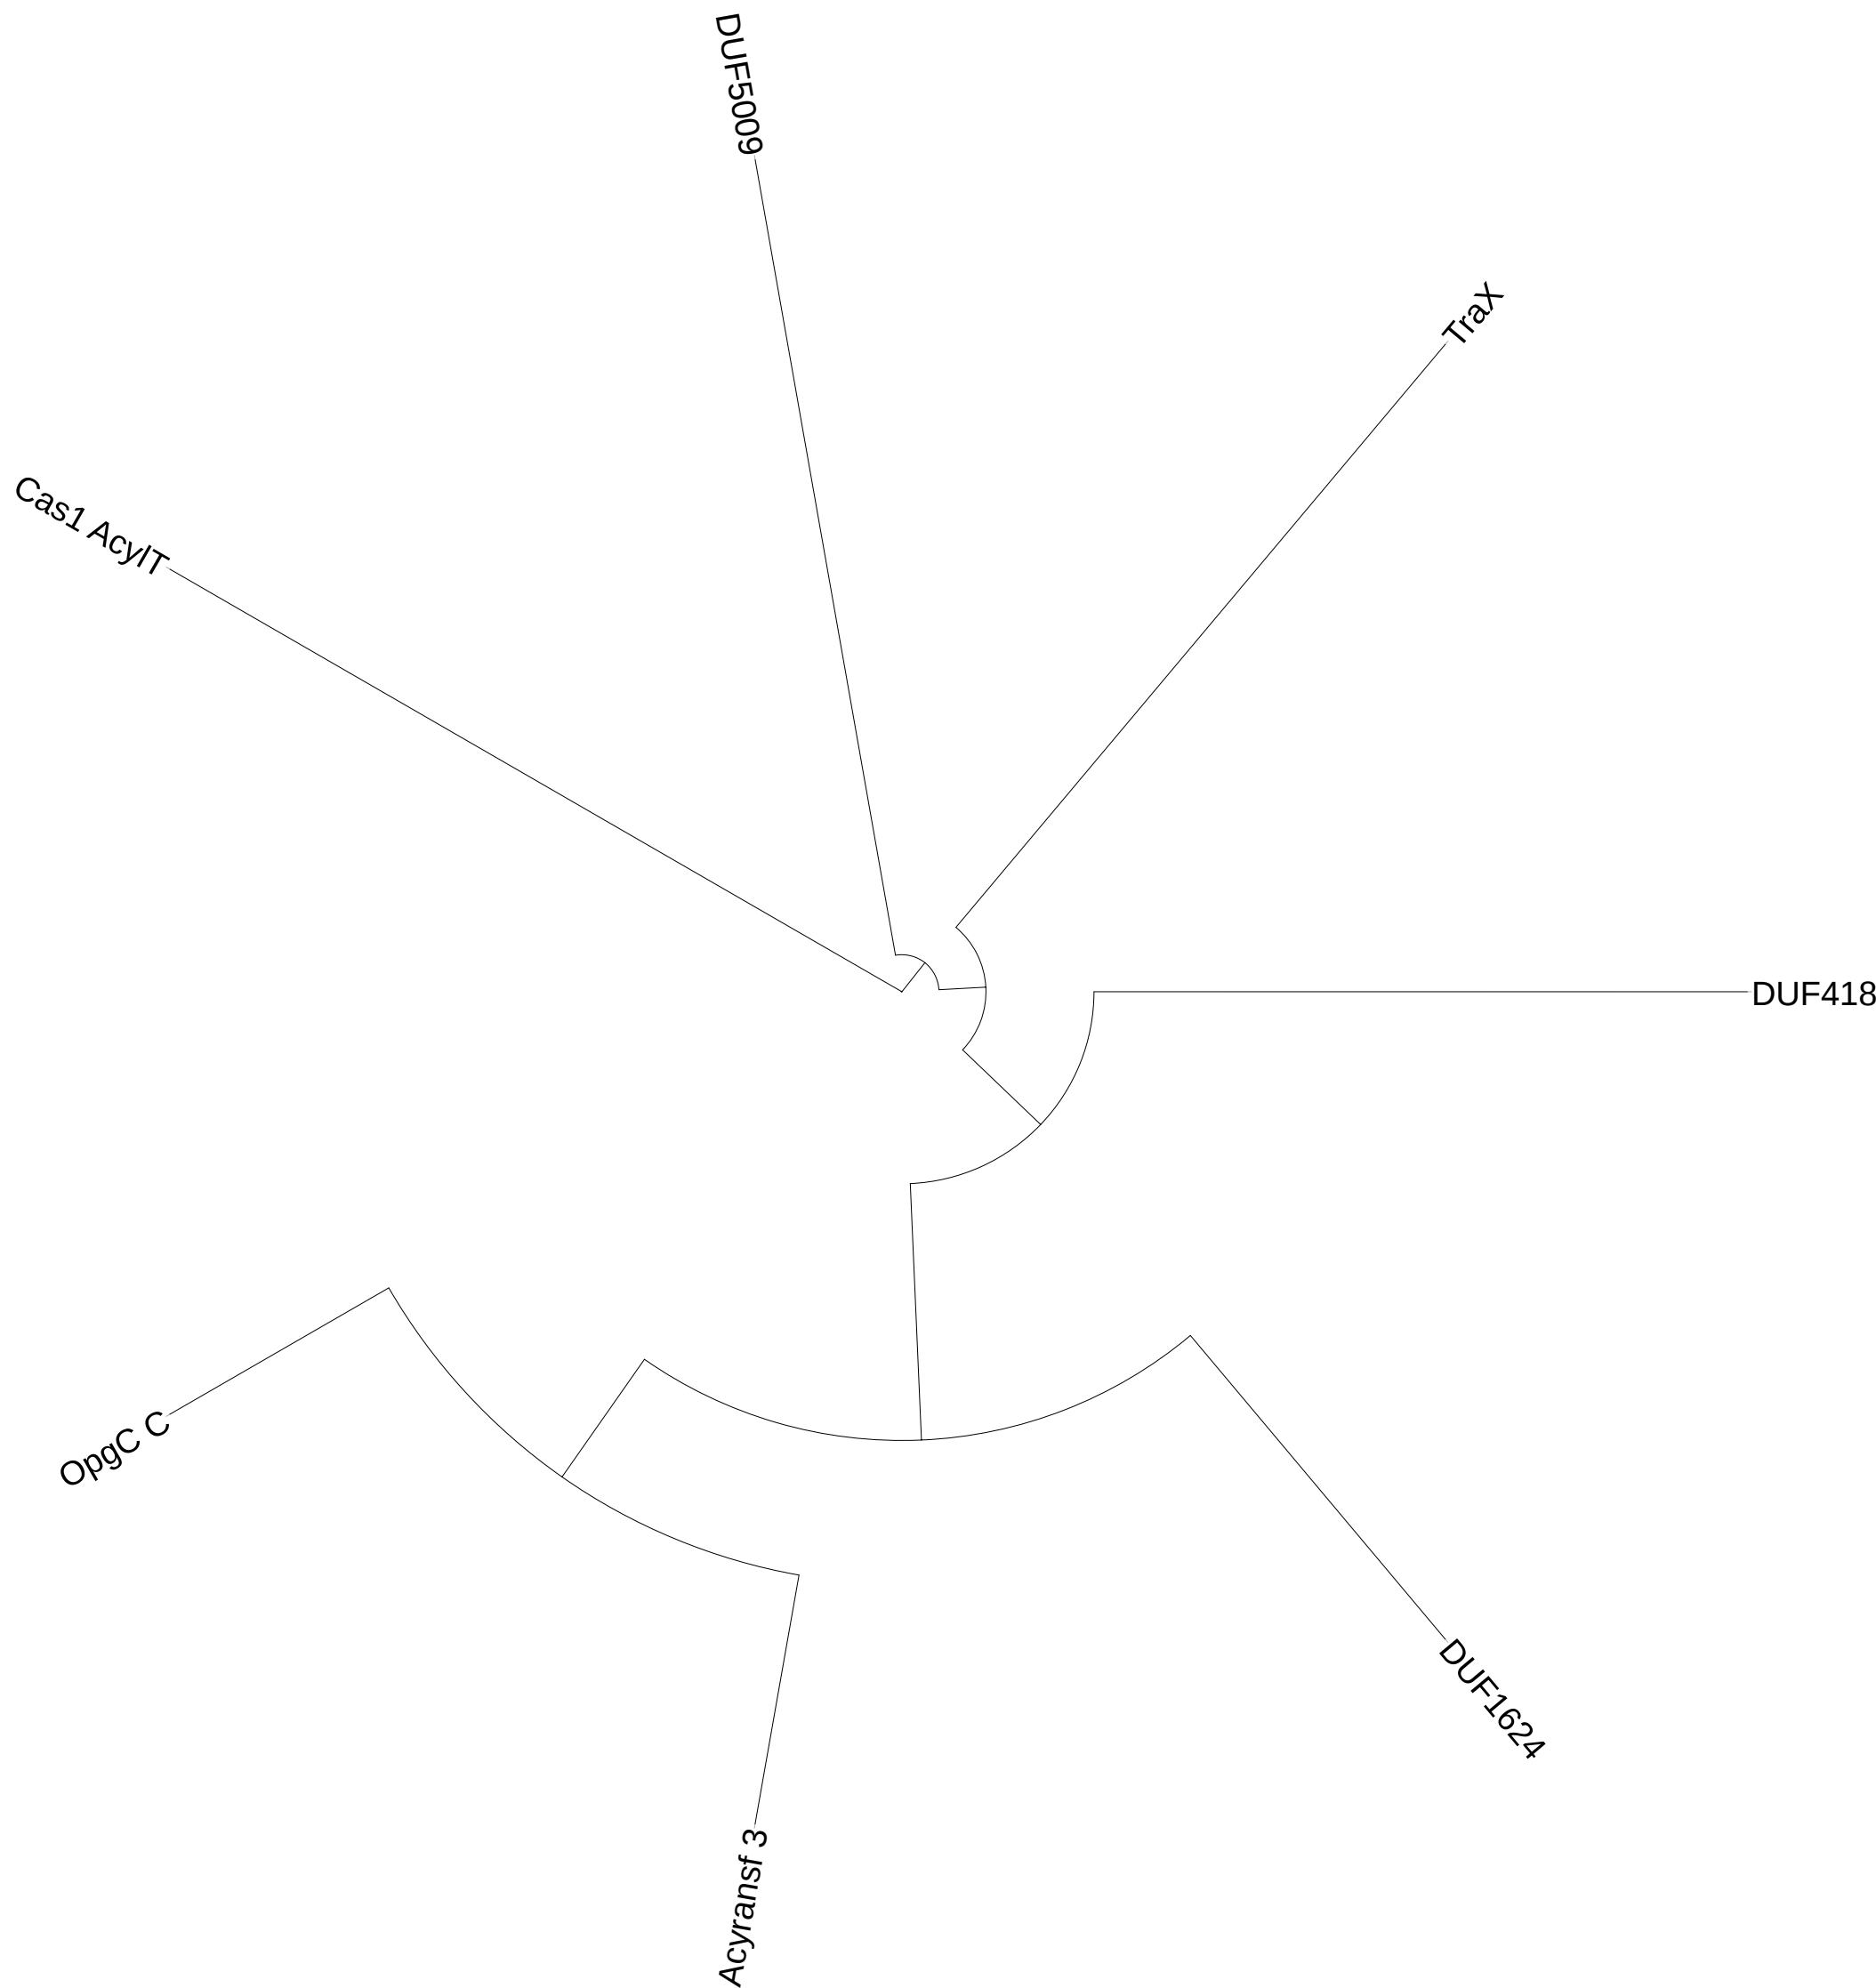 DUF5009
TraX
Cas1 AcylT
DUF418
OpgC C
DUF1624
Acyransf 3